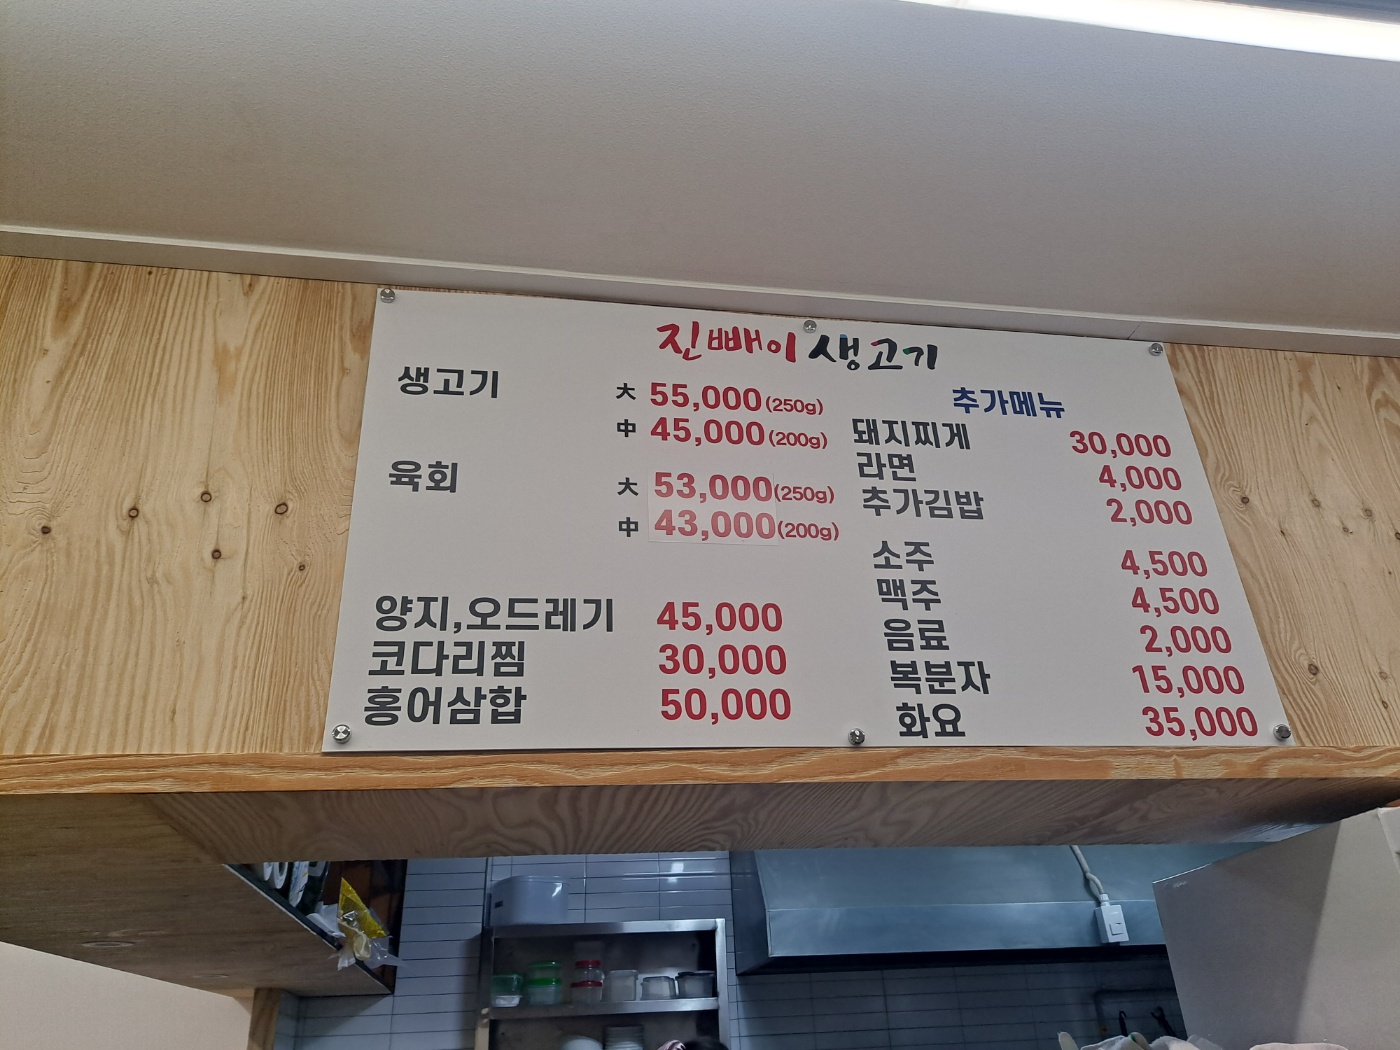 진빼이 생고기
생고기 大 55,000 (250g)
中 45,000 (200g)
육회 大 53,000 (250g)
中 43,000 (200g)
양지,오드레기 45,000
코다리찜 30,000
홍어삼합 50,000
추가메뉴
돼지찌게 30,000
라면 4,000
추가김밥 2,000
소주 4,500
맥주 4,500
음료 2,000
복분자 15,000
화요 35,000